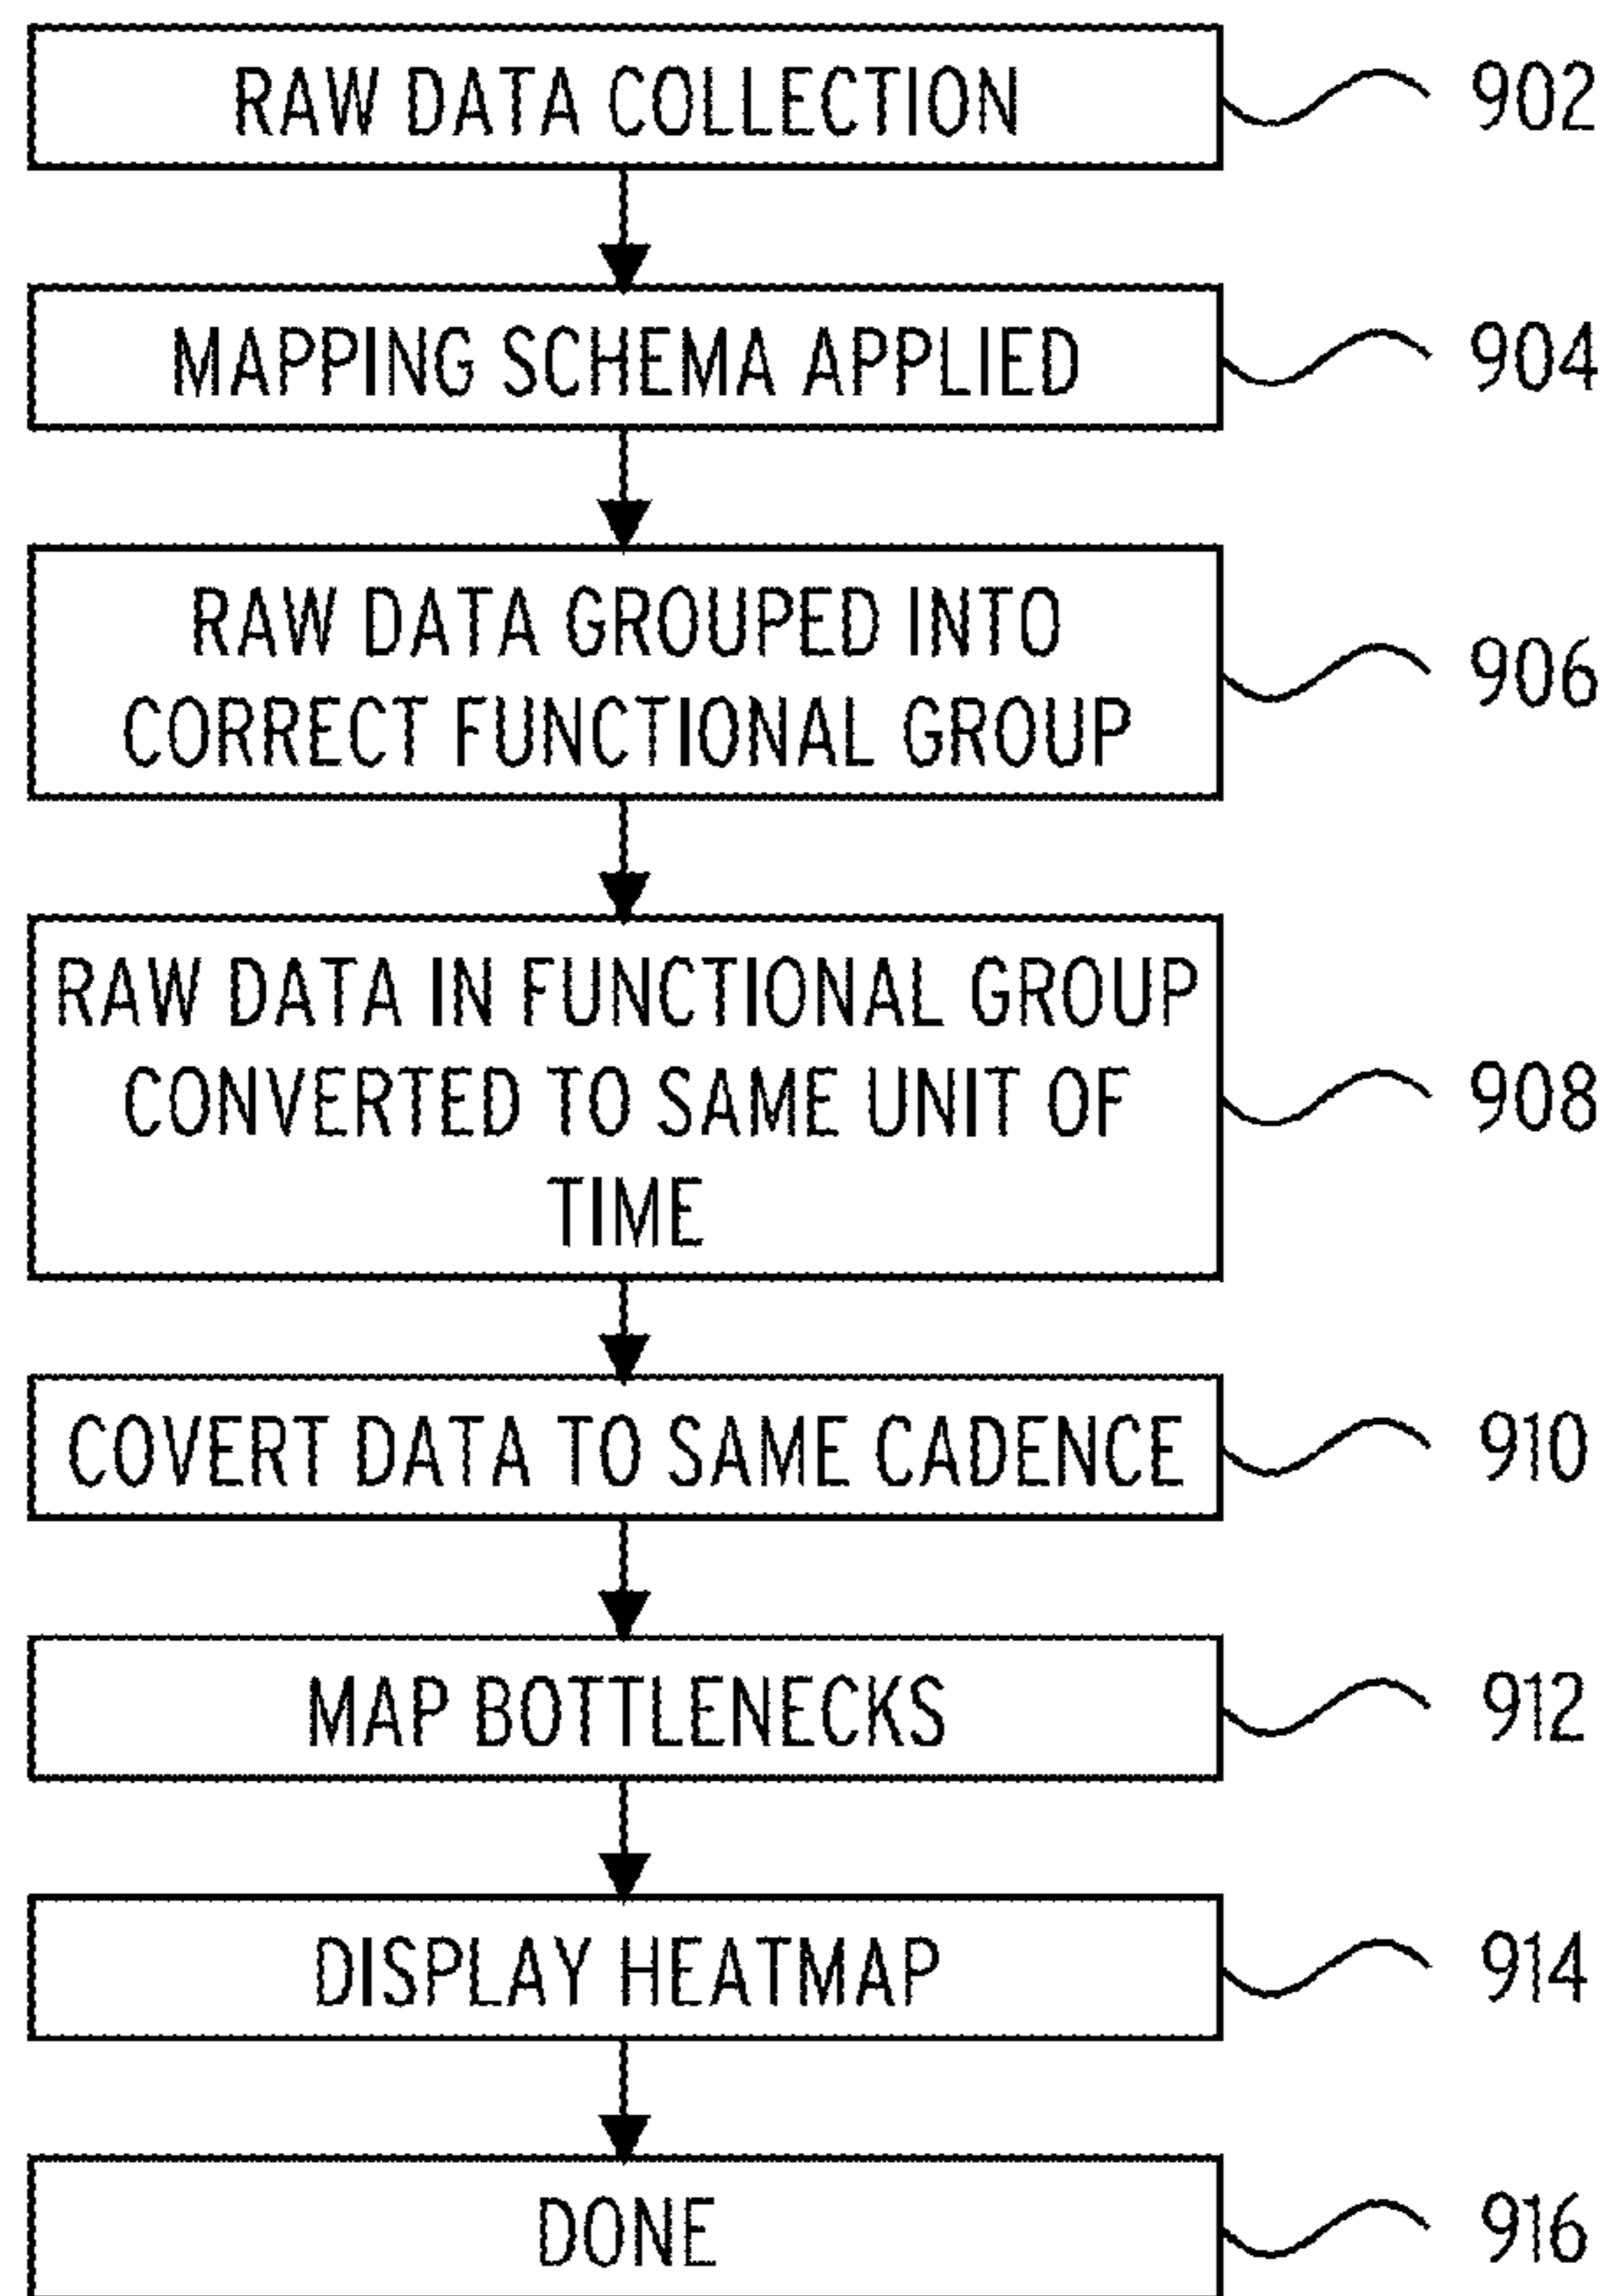 RAW DATA COLLECTION
902
MAPPING SCHEMA APPLIED
904
RAW DATA GROUPED INTO
CORRECT FUNCTIONAL GROUP
906
RAW DATA IN FUNCTIONAL GROUP
CONVERTED TO SAME UNIT OF
TIME
908
COVERT DATA TO SAME CADENCE
910
MAP BOTTLENECKS
912
DISPLAY HEATMAP
914
DONE
916